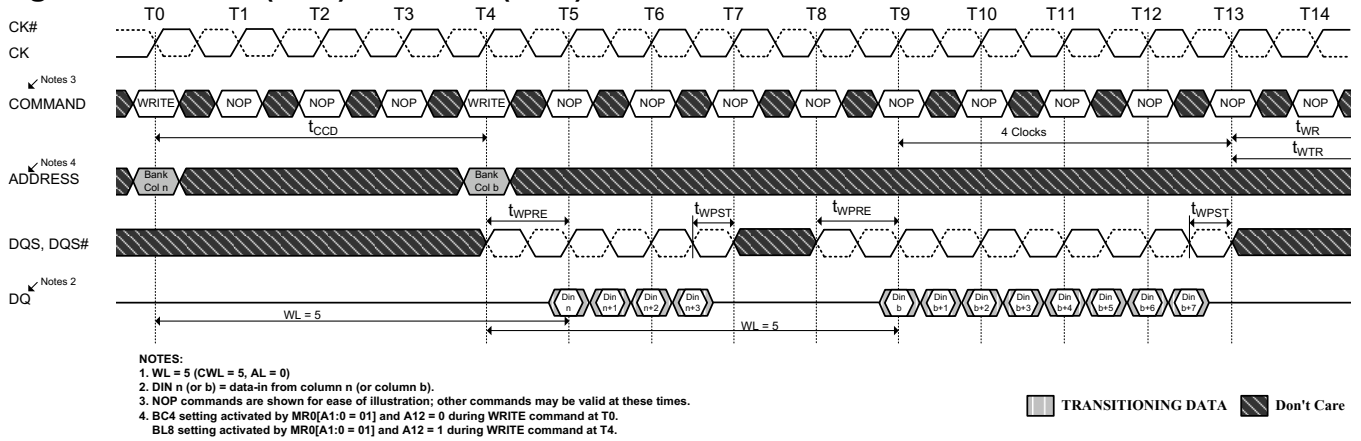 T0 T1 T2 T3 T4 T5 T6 T7 T8 T9 T10 T11 T12 T13 T14
CK#
CK
Notes 3
COMMAND
WRITE NOP NOP NOP WRITE NOP NOP NOP NOP NOP NOP NOP NOP NOP NOP
tCCD
4 Clocks
tWR
tWTR
Notes 4
ADDRESS
Bank Col n
Bank Col b
tWPRE tWPST tWPRE tWPST
DQS, DQS#
Notes 2
DQ
Din n
Din n+1
Din n+2
Din n+3
Din b
Din b+1
Din b+2
Din b+3
Din b+4
Din b+5
Din b+6
Din b+7
WL = 5
WL = 5
NOTES:
1. WL = 5 (CWL = 5, AL = 0)
2. DIN n (or b) = data-in from column n (or column b).
3. NOP commands are shown for ease of illustration; other commands may be valid at these times.
4. BC4 setting activated by MR0[A1:0 = 01] and A12 = 0 during WRITE command at T0.
BL8 setting activated by MR0[A1:0 = 01] and A12 = 1 during WRITE command at T4.
TRANSITIONING DATA Don't Care